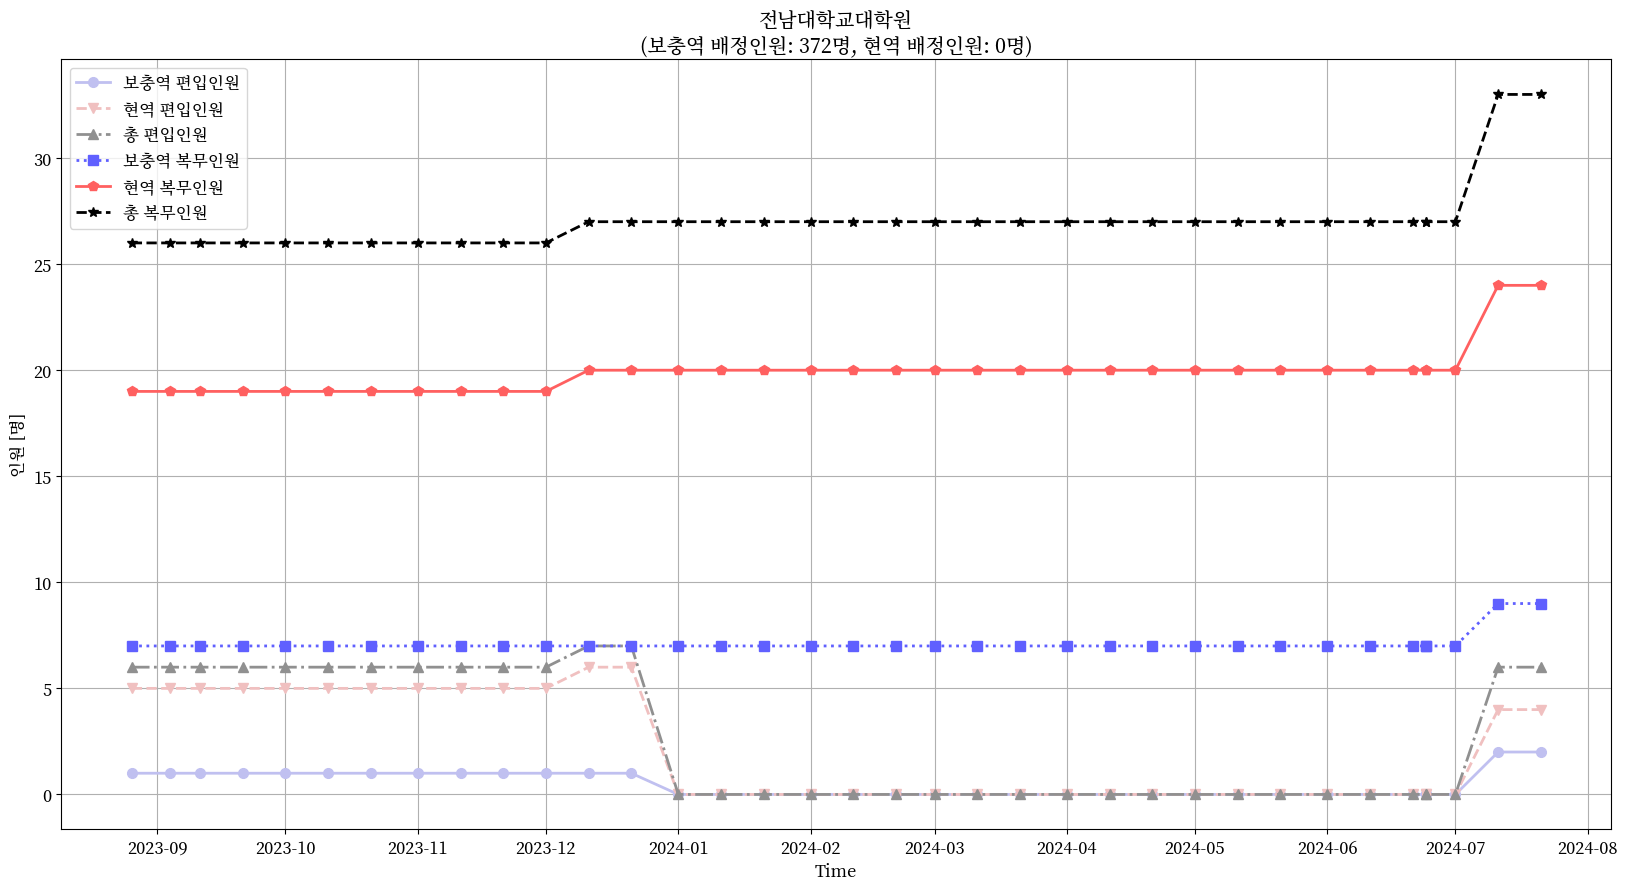 전남대학교대학원
(보충역 배정인원: 372명, 현역 배정인원: 0명)
보충역 편입인원
현역 편입인원
총 편입인원
보충역 복무인원
현역 복무인원
총 복무인원
인원 [명]
30
25
20
15
10
5
0
2023-09
2023-10
2023-11
2023-12
2024-01
2024-02
2024-03
2024-04
2024-05
2024-06
2024-07
2024-08
Time